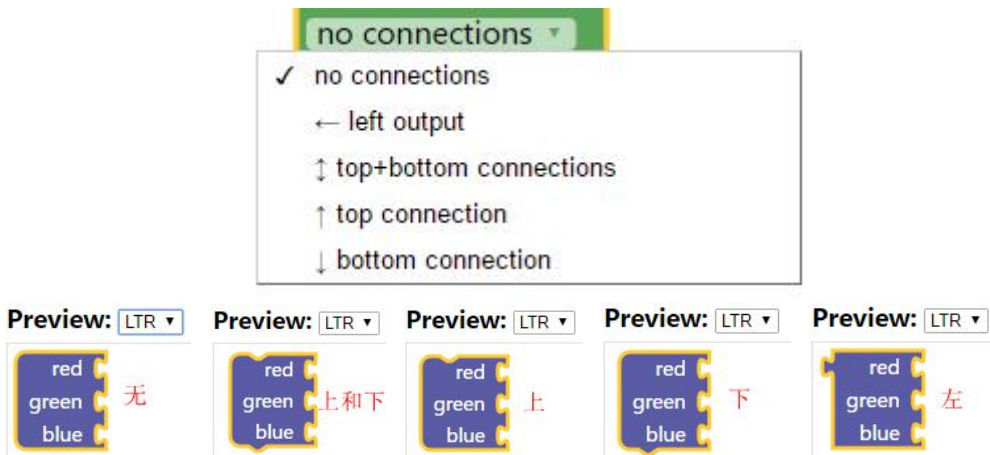 no connections ▼
✓ no connections
← left output
↕ top+bottom connections
↑ top connection
↓ bottom connection
Preview: LTR ▼ Preview: LTR ▼ Preview: LTR ▼ Preview: LTR ▼ Preview: LTR ▼
red red red red red
green 无 green 上和下 green 上 green 下 green 左
blue blue blue blue blue